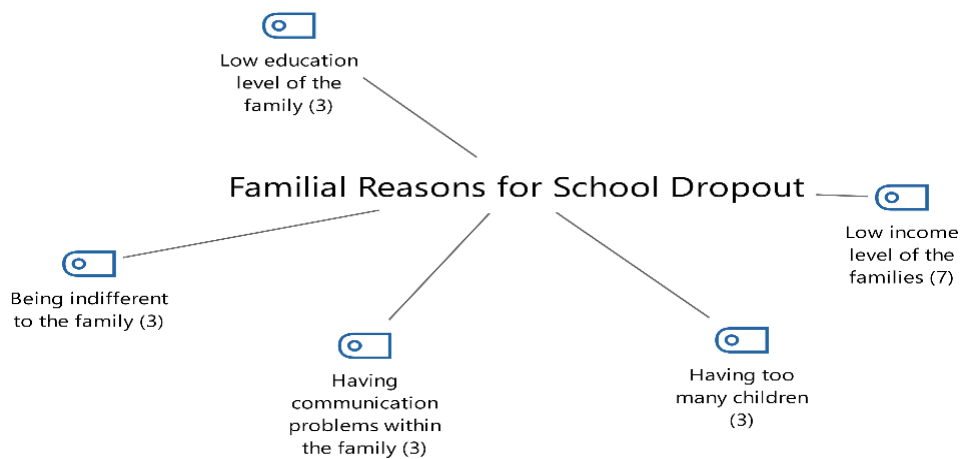 Low education
level of the
family (3)
Familial Reasons for School Dropout
Low income
level of the
families (7)
Being indifferent
to the family (3)
Having
communication
problems within
the family (3)
Having too
many children
(3)